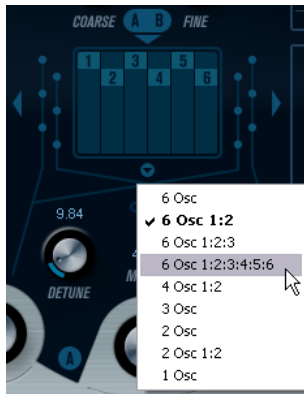 COARSE A B FINE
1 3 5
2 4 6
9.84
DETUNE
A
6 Osc
✓ 6 Osc 1:2
6 Osc 1:2:3
6 Osc 1:2:3:4:5:6
4 Osc 1:2
3 Osc
2 Osc
2 Osc 1:2
1 Osc